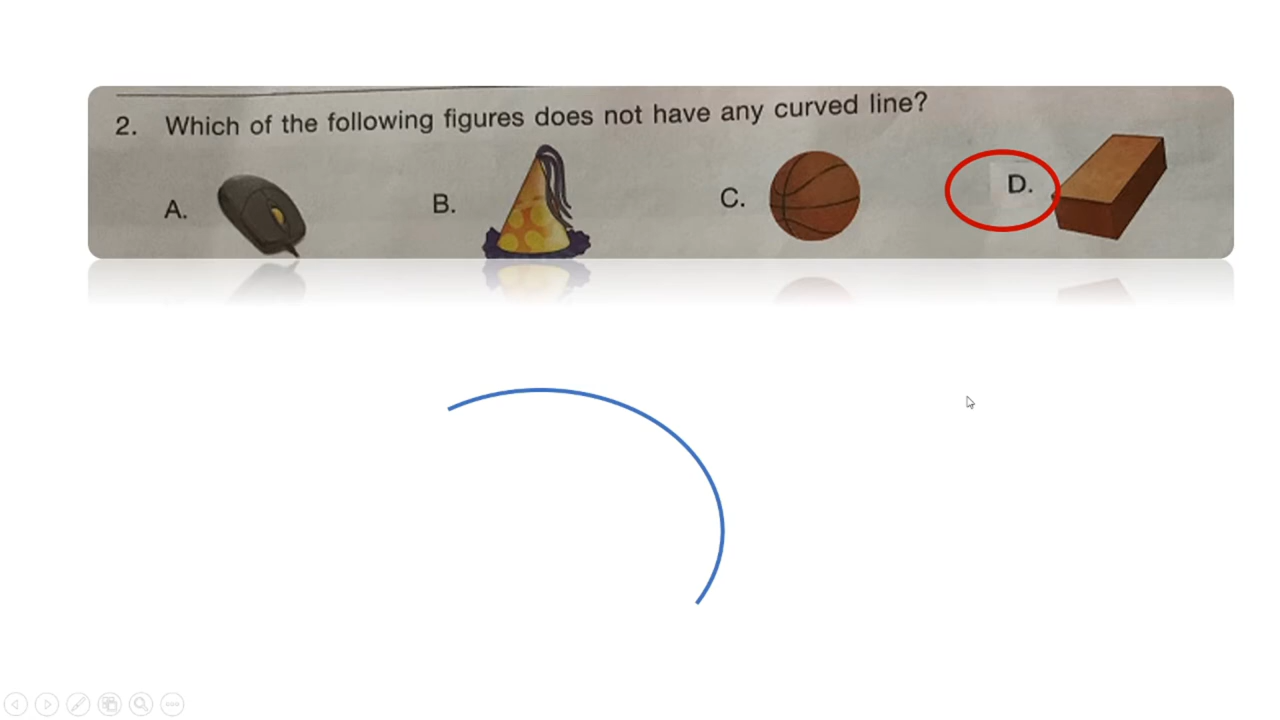 2. Which of the following figures does not have any curved line?
A. B. C. D.